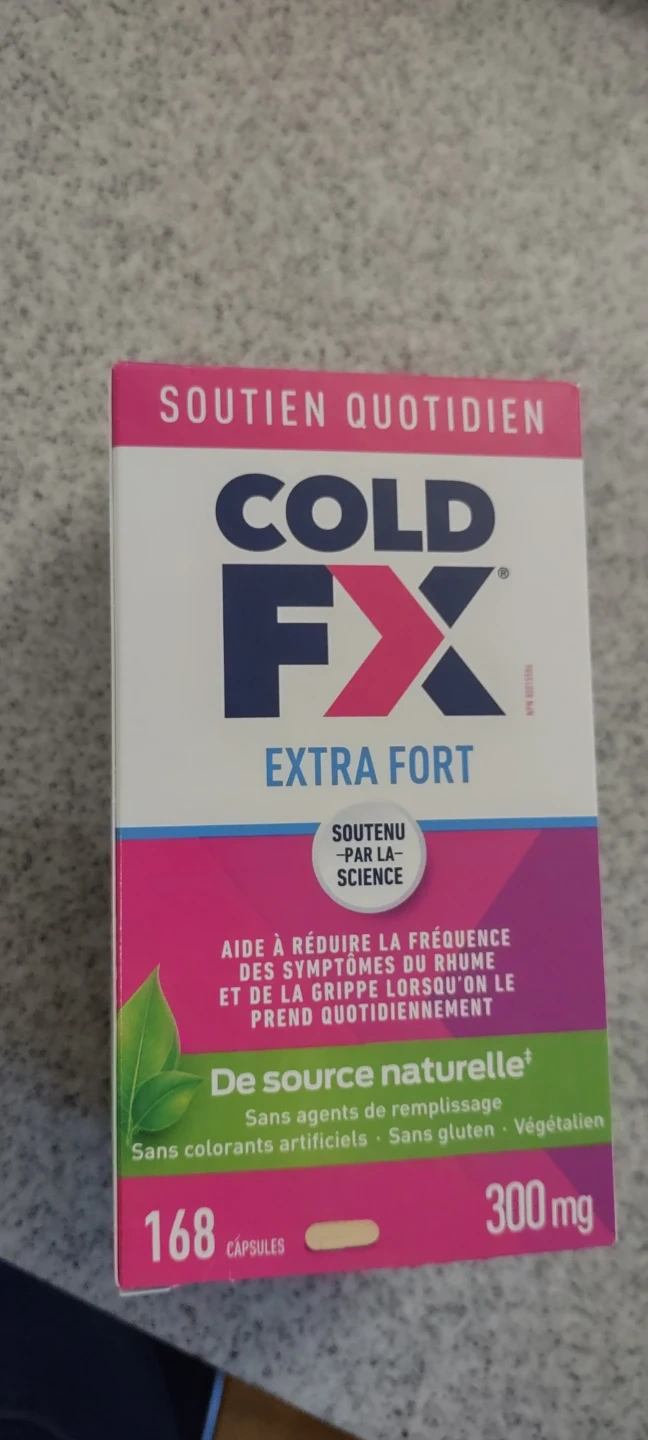 SOUTIEN QUOTIDIEN
COLD
FX®
EXTRA FORT
SOUTENU
-PAR LA-
SCIENCE
AIDE À RÉDUIRE LA FRÉQUENCE
DES SYMPTÔMES DU RHUME
ET DE LA GRIPPE LORSQU'ON LE
PREND QUOTIDIENNEMENT
De source naturelle‡
Sans agents de remplissage
Sans colorants artificiels · Sans gluten · Végétalien
168 CAPSULES
300 mg
NPN